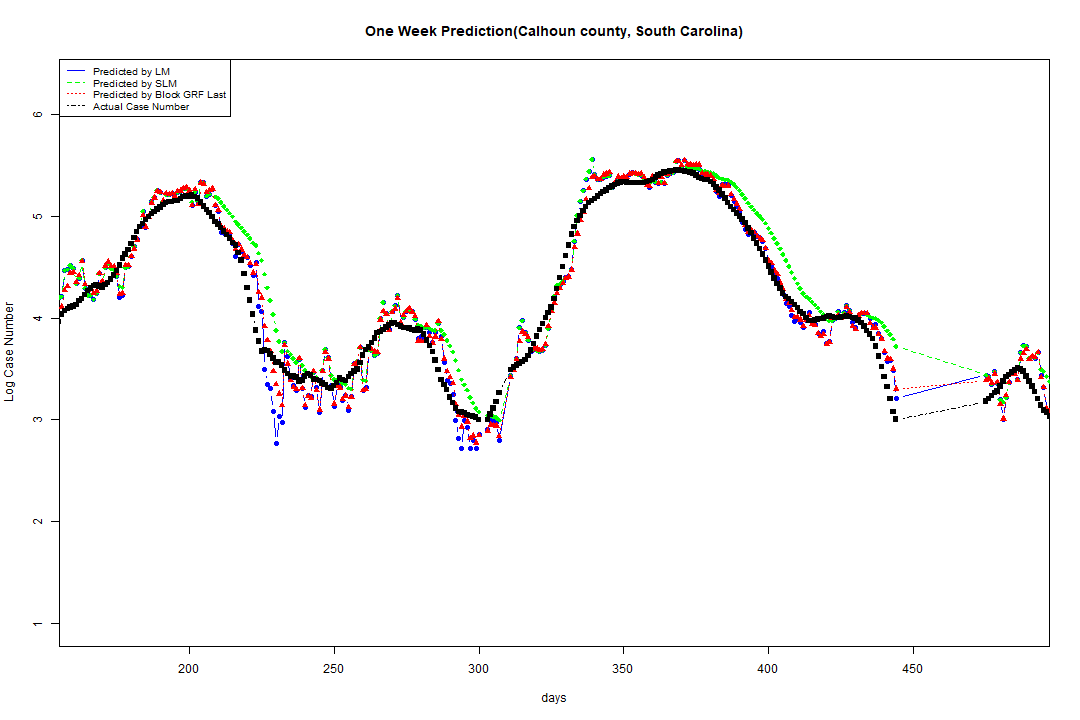 One Week Prediction(Calhoun county, South Carolina)
Predicted by LM
Predicted by SLM
Predicted by Block GRF Last
Actual Case Number
Log Case Number
6
5
4
3
2
1
200 250 300 350 400 450
days